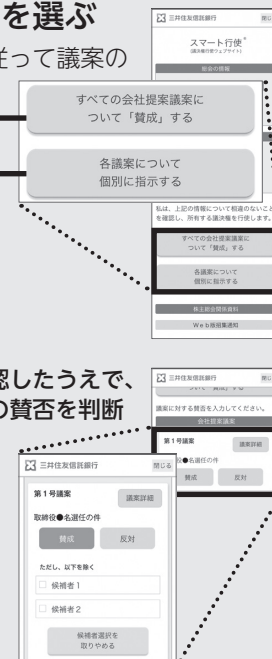 を選ぶ
従って議案の
三井住友信託銀行
閉じ
スマート行使®
(議決権行使ウェブサイト)
総会の情報
すべての会社提案議案に
ついて「賛成」する
各議案について
個別に指示する
私は、上記の情報について相違のないこと
を確認し、所有する議決権を行使します。
すべての会社提案議案に
ついて「賛成」する
各議案について
個別に指示する
株主総会関係資料
Web版招集通知
認したうえで、
の賛否を判断
三井住友信託銀行
閉じ
議案に対する賛否を入力してください。
会社提案議案
第1号議案
議案詳細
役●名選任の件
賛成
反対
三井住友信託銀行
閉じる
第1号議案
議案詳細
取締役●名選任の件
賛成
反対
ただし、以下を除く
候補者1
候補者2
候補者選択を
取りやめる